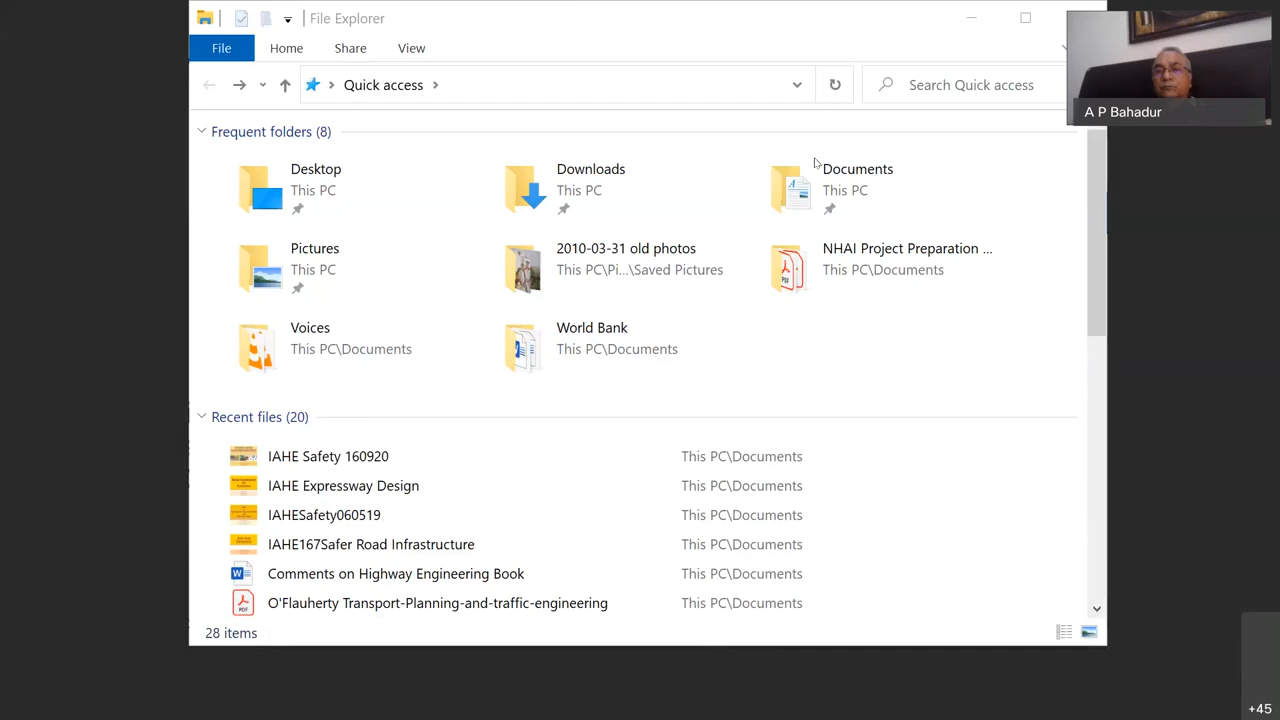 File Explorer
File Home Share View
Quick access Search Quick access
A P Bahadur
Frequent folders (8)
Desktop
This PC
Downloads
This PC
Documents
This PC
Pictures
This PC
2010-03-31 old photos
This PC\Pi...\Saved Pictures
NHAI Project Preparation ...
This PC\Documents
Voices
This PC\Documents
World Bank
This PC\Documents
Recent files (20)
IAHE Safety 160920 This PC\Documents
IAHE Expressway Design This PC\Documents
IAHESafety060519 This PC\Documents
IAHE167Safer Road Infrastructure This PC\Documents
Comments on Highway Engineering Book This PC\Documents
O'Flauherty Transport-Planning-and-traffic-engineering This PC\Documents
28 items
+45